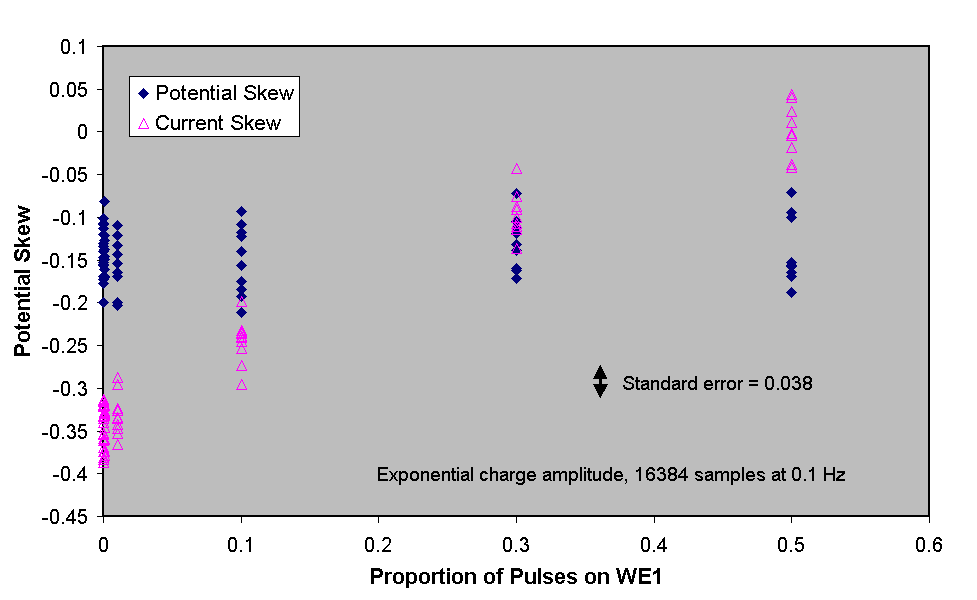 0.1
0.05
0
-0.05
-0.1
-0.15
-0.2
-0.25
-0.3
-0.35
-0.4
-0.45
Potential Skew
Potential Skew
Current Skew
Standard error = 0.038
Exponential charge amplitude, 16384 samples at 0.1 Hz
0 0.1 0.2 0.3 0.4 0.5 0.6
Proportion of Pulses on WE1